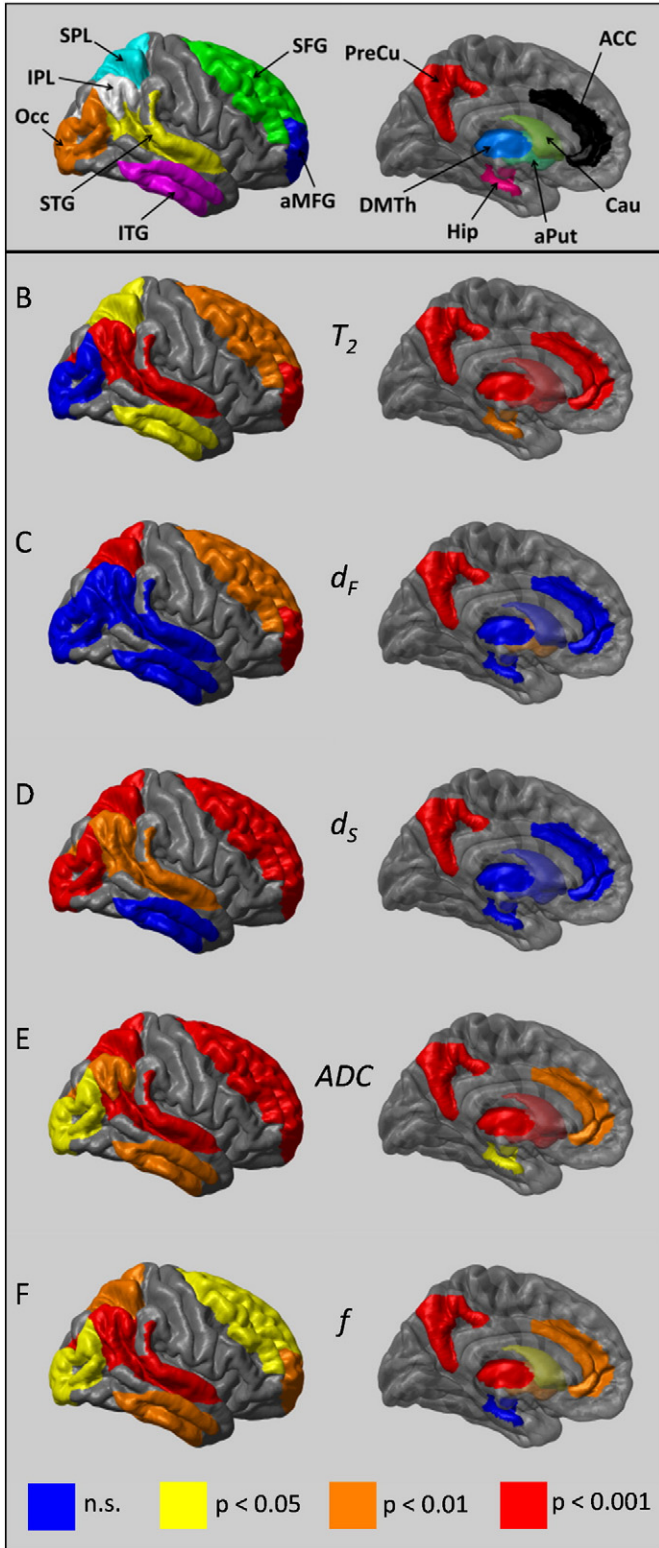 SPL
SFG
IPL
Occ
STG
aMFG
ITG
PreCu
ACC
DMTh
Cau
Hip
aPut
B
T2
C
dF
D
dS
E
ADC
F
f
n.s.
p < 0.05
p < 0.01
p < 0.001